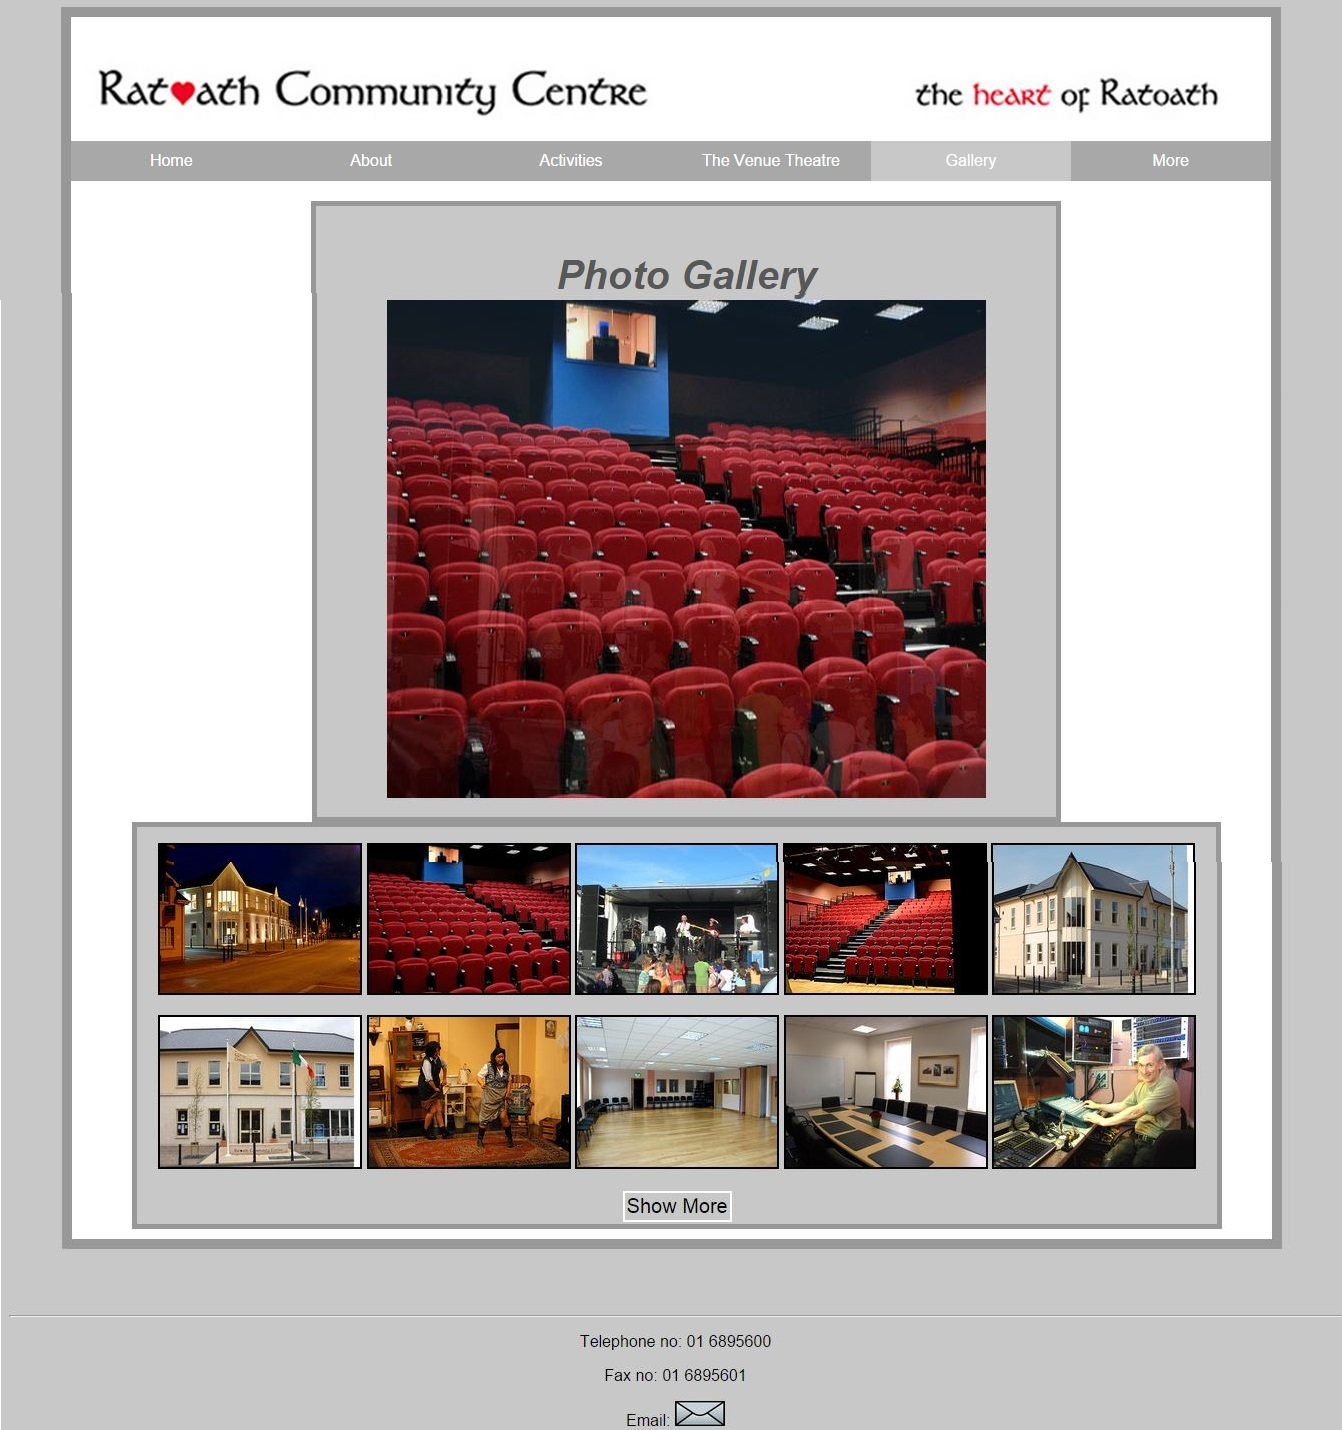 Ratoath Community Centre
the heart of Ratoath
Home About Activities The Venue Theatre Gallery More
Photo Gallery
Show More
Telephone no: 01 6895600
Fax no: 01 6895601
Email: